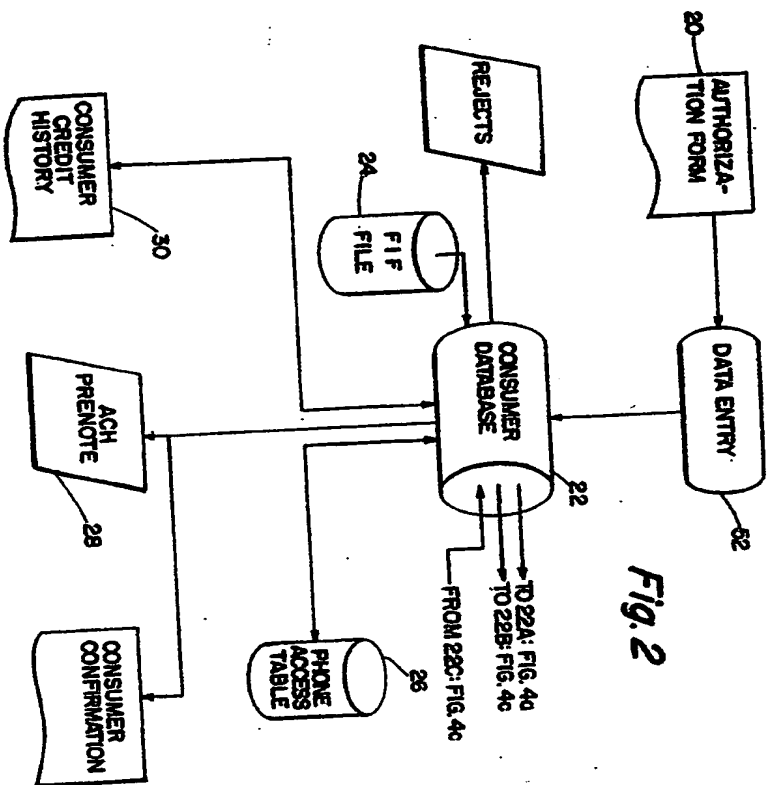 Fig. 2
20
AUTHORIZA-
TION FORM
DATA ENTRY
52
REJECTS
24
FIF
FILE
CONSUMER
DATABASE
22
TO 22A: FIG. 4a
TO 22B: FIG. 4c
FROM 22C: FIG. 4c
CONSUMER
CREDIT
HISTORY
30
ACH
PRENOTE
28
PHONE
ACCESS
TABLE
26
CONSUMER
CONFIRMATION